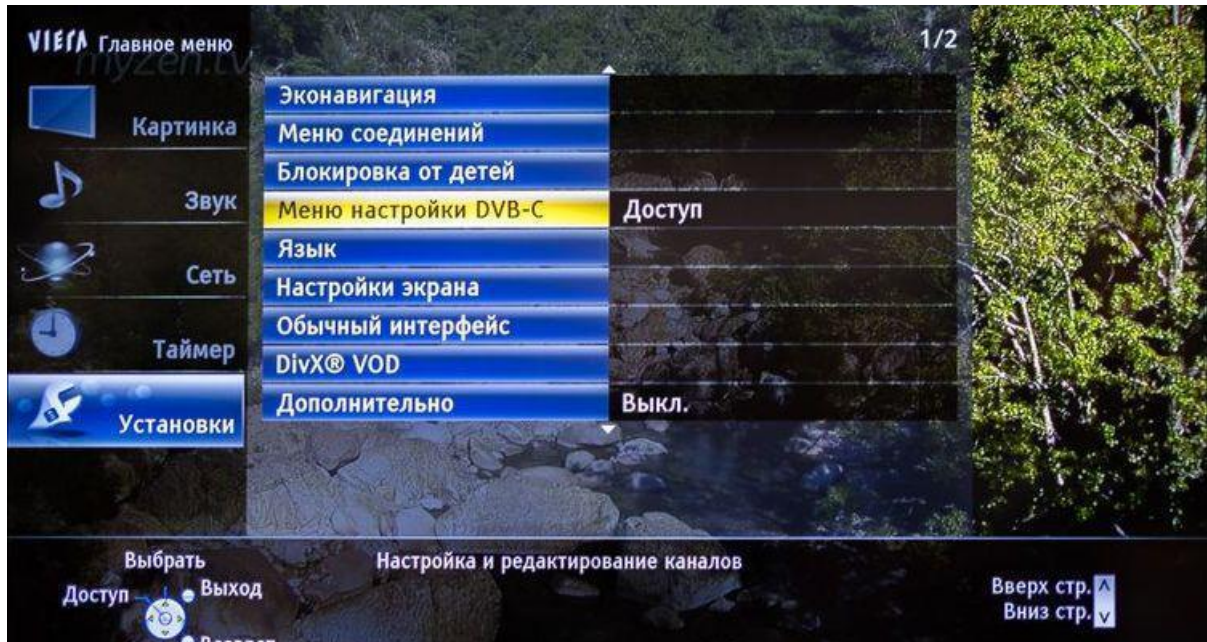 VIERA Главное меню
1/2
myzen.tv
Картинка
Звук
Сеть
Таймер
Установки
Эконавигация
Меню соединений
Блокировка от детей
Меню настройки DVB-C
Доступ
Язык
Настройки экрана
Обычный интерфейс
DivX® VOD
Дополнительно
Выкл.
Выбрать
Настройка и редактирование каналов
Доступ
Выход
Вверх стр.
Вниз стр.